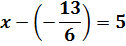 x − (−13/6) = 5